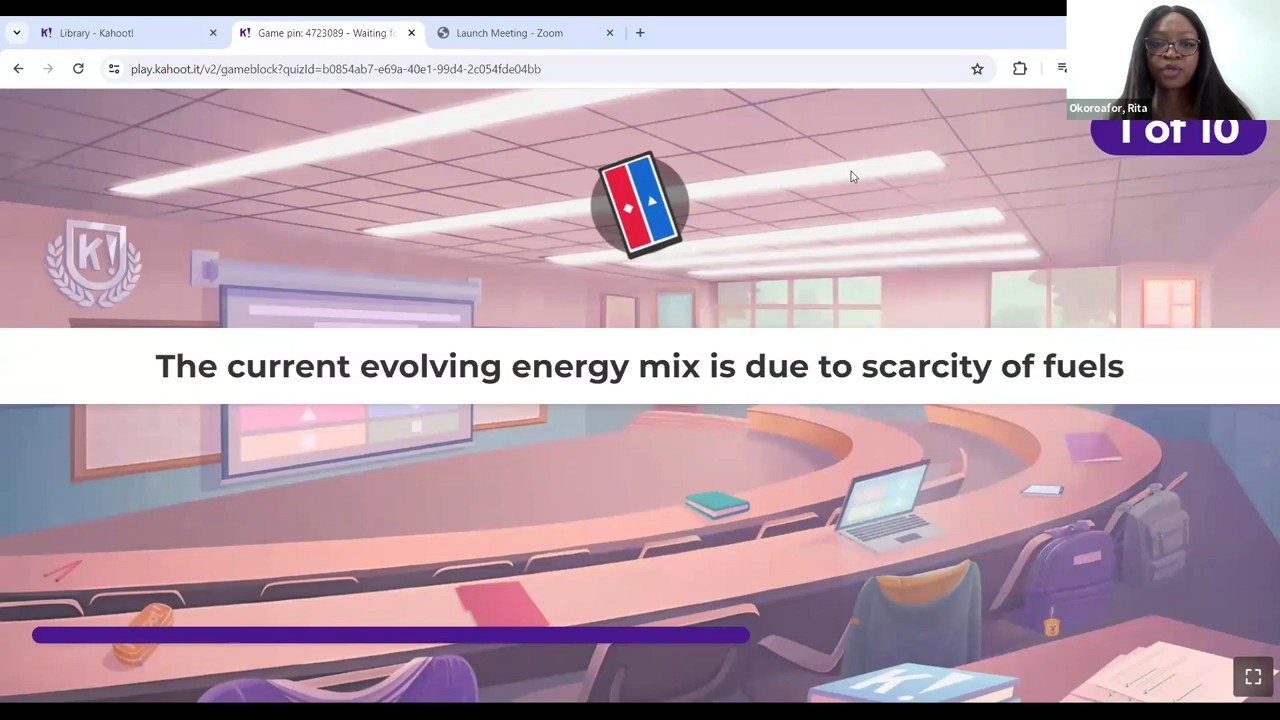 Library - Kahoot!
Game pin: 4723089 - Waiting fo
Launch Meeting - Zoom
play.kahoot.it/v2/gameblock?quizId=b0854ab7-e69a-40e1-99d4-2c054fde04bb
Okoroafor, Rita
1 of 10
K!
The current evolving energy mix is due to scarcity of fuels
K!